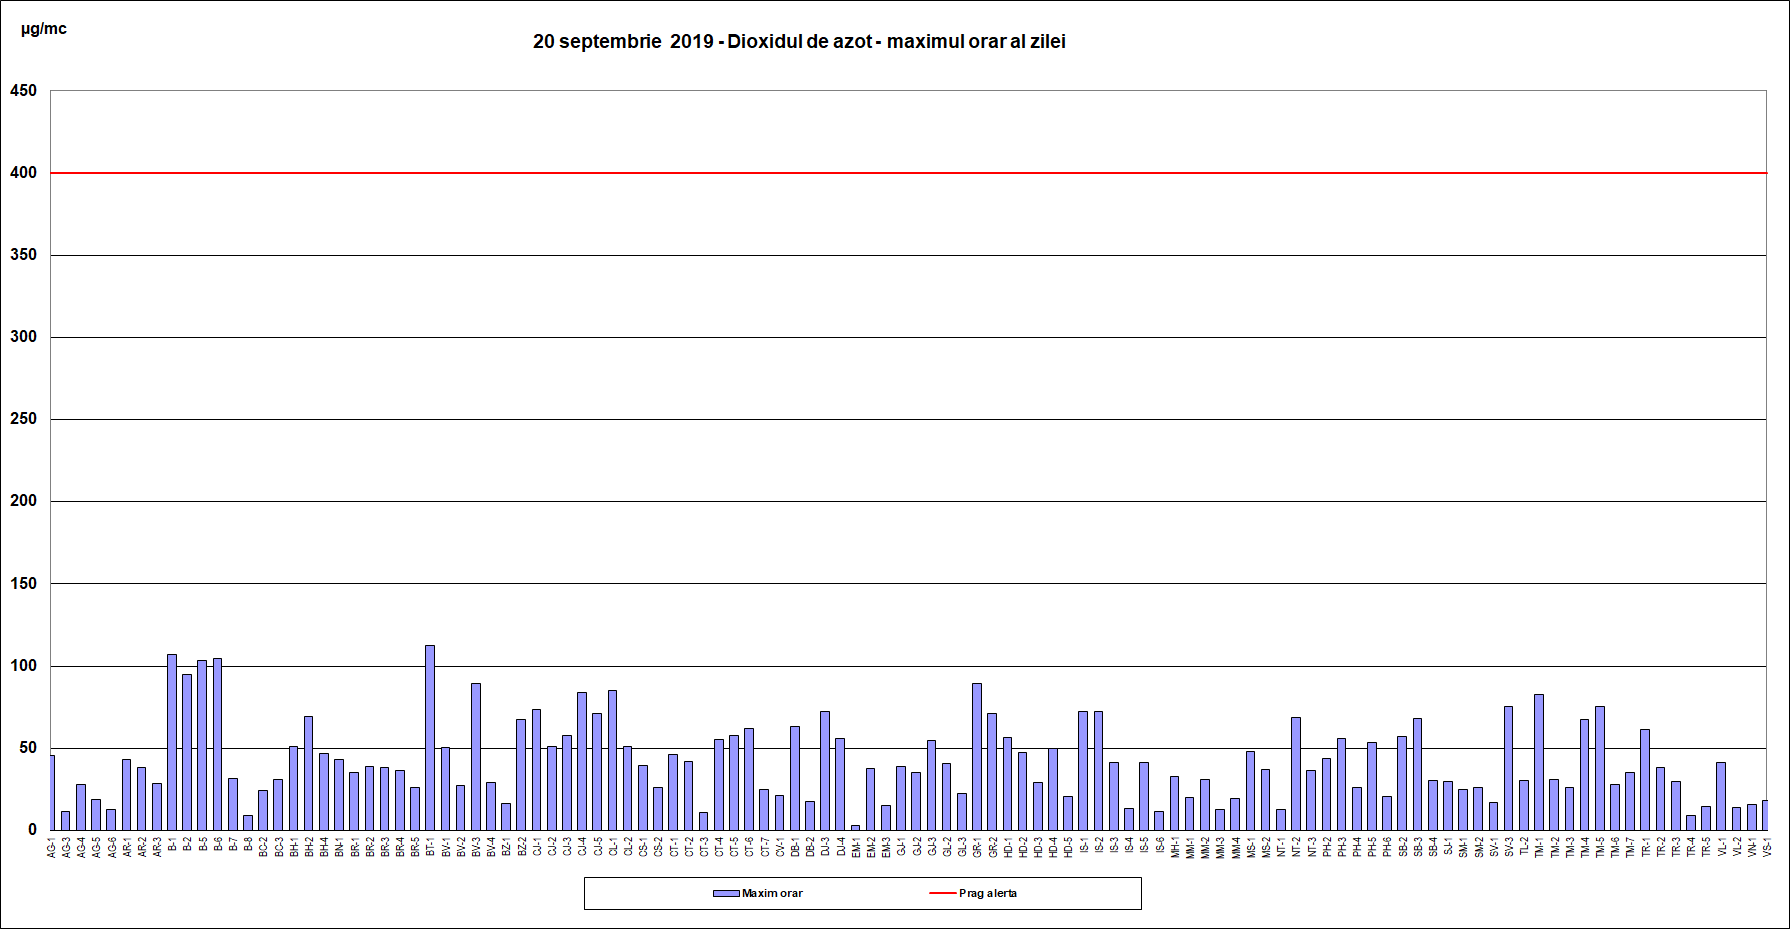 µg/mc
20 septembrie 2019 - Dioxidul de azot - maximul orar al zilei
450
400
350
300
250
200
150
100
50
0
AG-1 AG-3 AG-4 AG-5 AG-6 AR-1 AR-2 AR-3 B-1 B-2 B-5 B-6 B-7 B-8 BC-2 BC-3 BH-1 BH-2 BH-4 BN-1 BR-1 BR-2 BR-3 BR-4 BR-5 BT-1 BV-1 BV-2 BV-3 BV-4 BZ-1 BZ-2 CJ-1 CJ-2 CJ-3 CJ-4 CJ-5 CL-1 CL-2 CS-1 CS-2 CT-1 CT-2 CT-3 CT-4 CT-5 CT-6 CT-7 CV-1 DB-1 DB-2 DJ-3 DJ-4 EM-1 EM-2 EM-3 GJ-1 GJ-2 GJ-3 GL-2 GL-3 GR-1 GR-2 HD-1 HD-2 HD-3 HD-4 HD-5 IS-1 IS-2 IS-3 IS-4 IS-5 IS-6 MH-1 MM-1 MM-2 MM-3 MM-4 MS-1 MS-2 NT-1 NT-2 NT-3 PH-2 PH-3 PH-4 PH-5 PH-6 SB-2 SB-3 SB-4 SJ-1 SM-1 SM-2 SV-1 SV-3 TL-2 TM-1 TM-2 TM-3 TM-4 TM-5 TM-6 TM-7 TR-1 TR-2 TR-3 TR-4 TR-5 VL-1 VL-2 VN-1 VS-1
Maxim orar Prag alerta